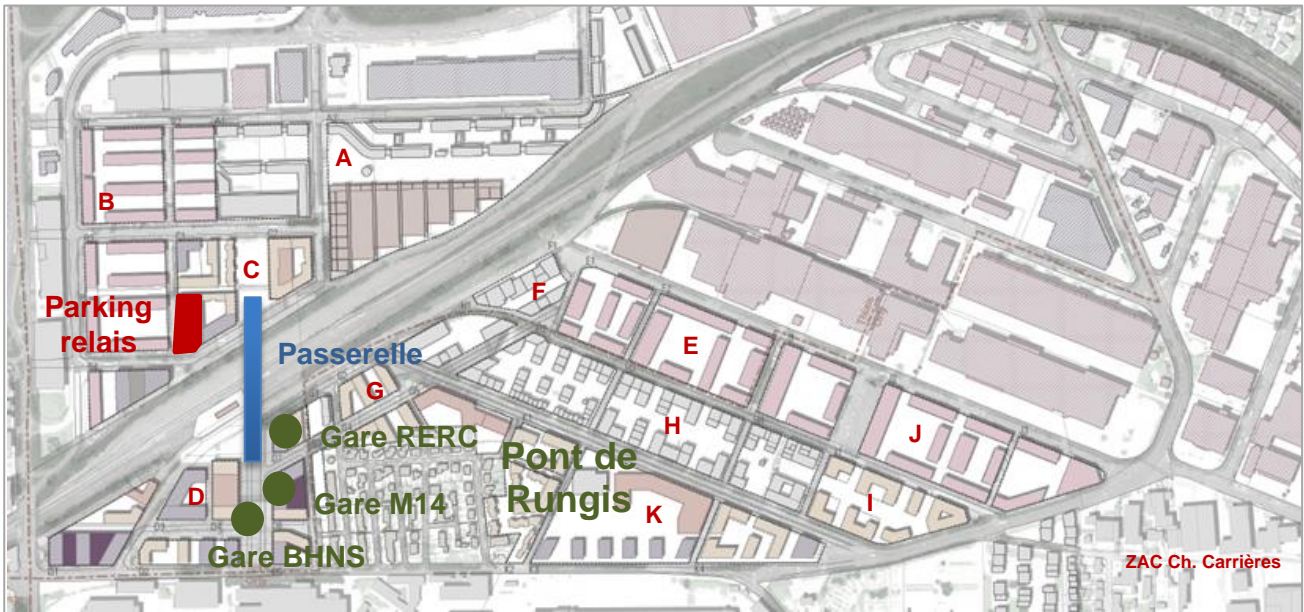 A
B
C
Parking
relais
F
Passerelle
E
G
Gare RERC
H
J
Pont de
Rungis
D
Gare M14
K
I
Gare BHNS
ZAC Ch. Carrières